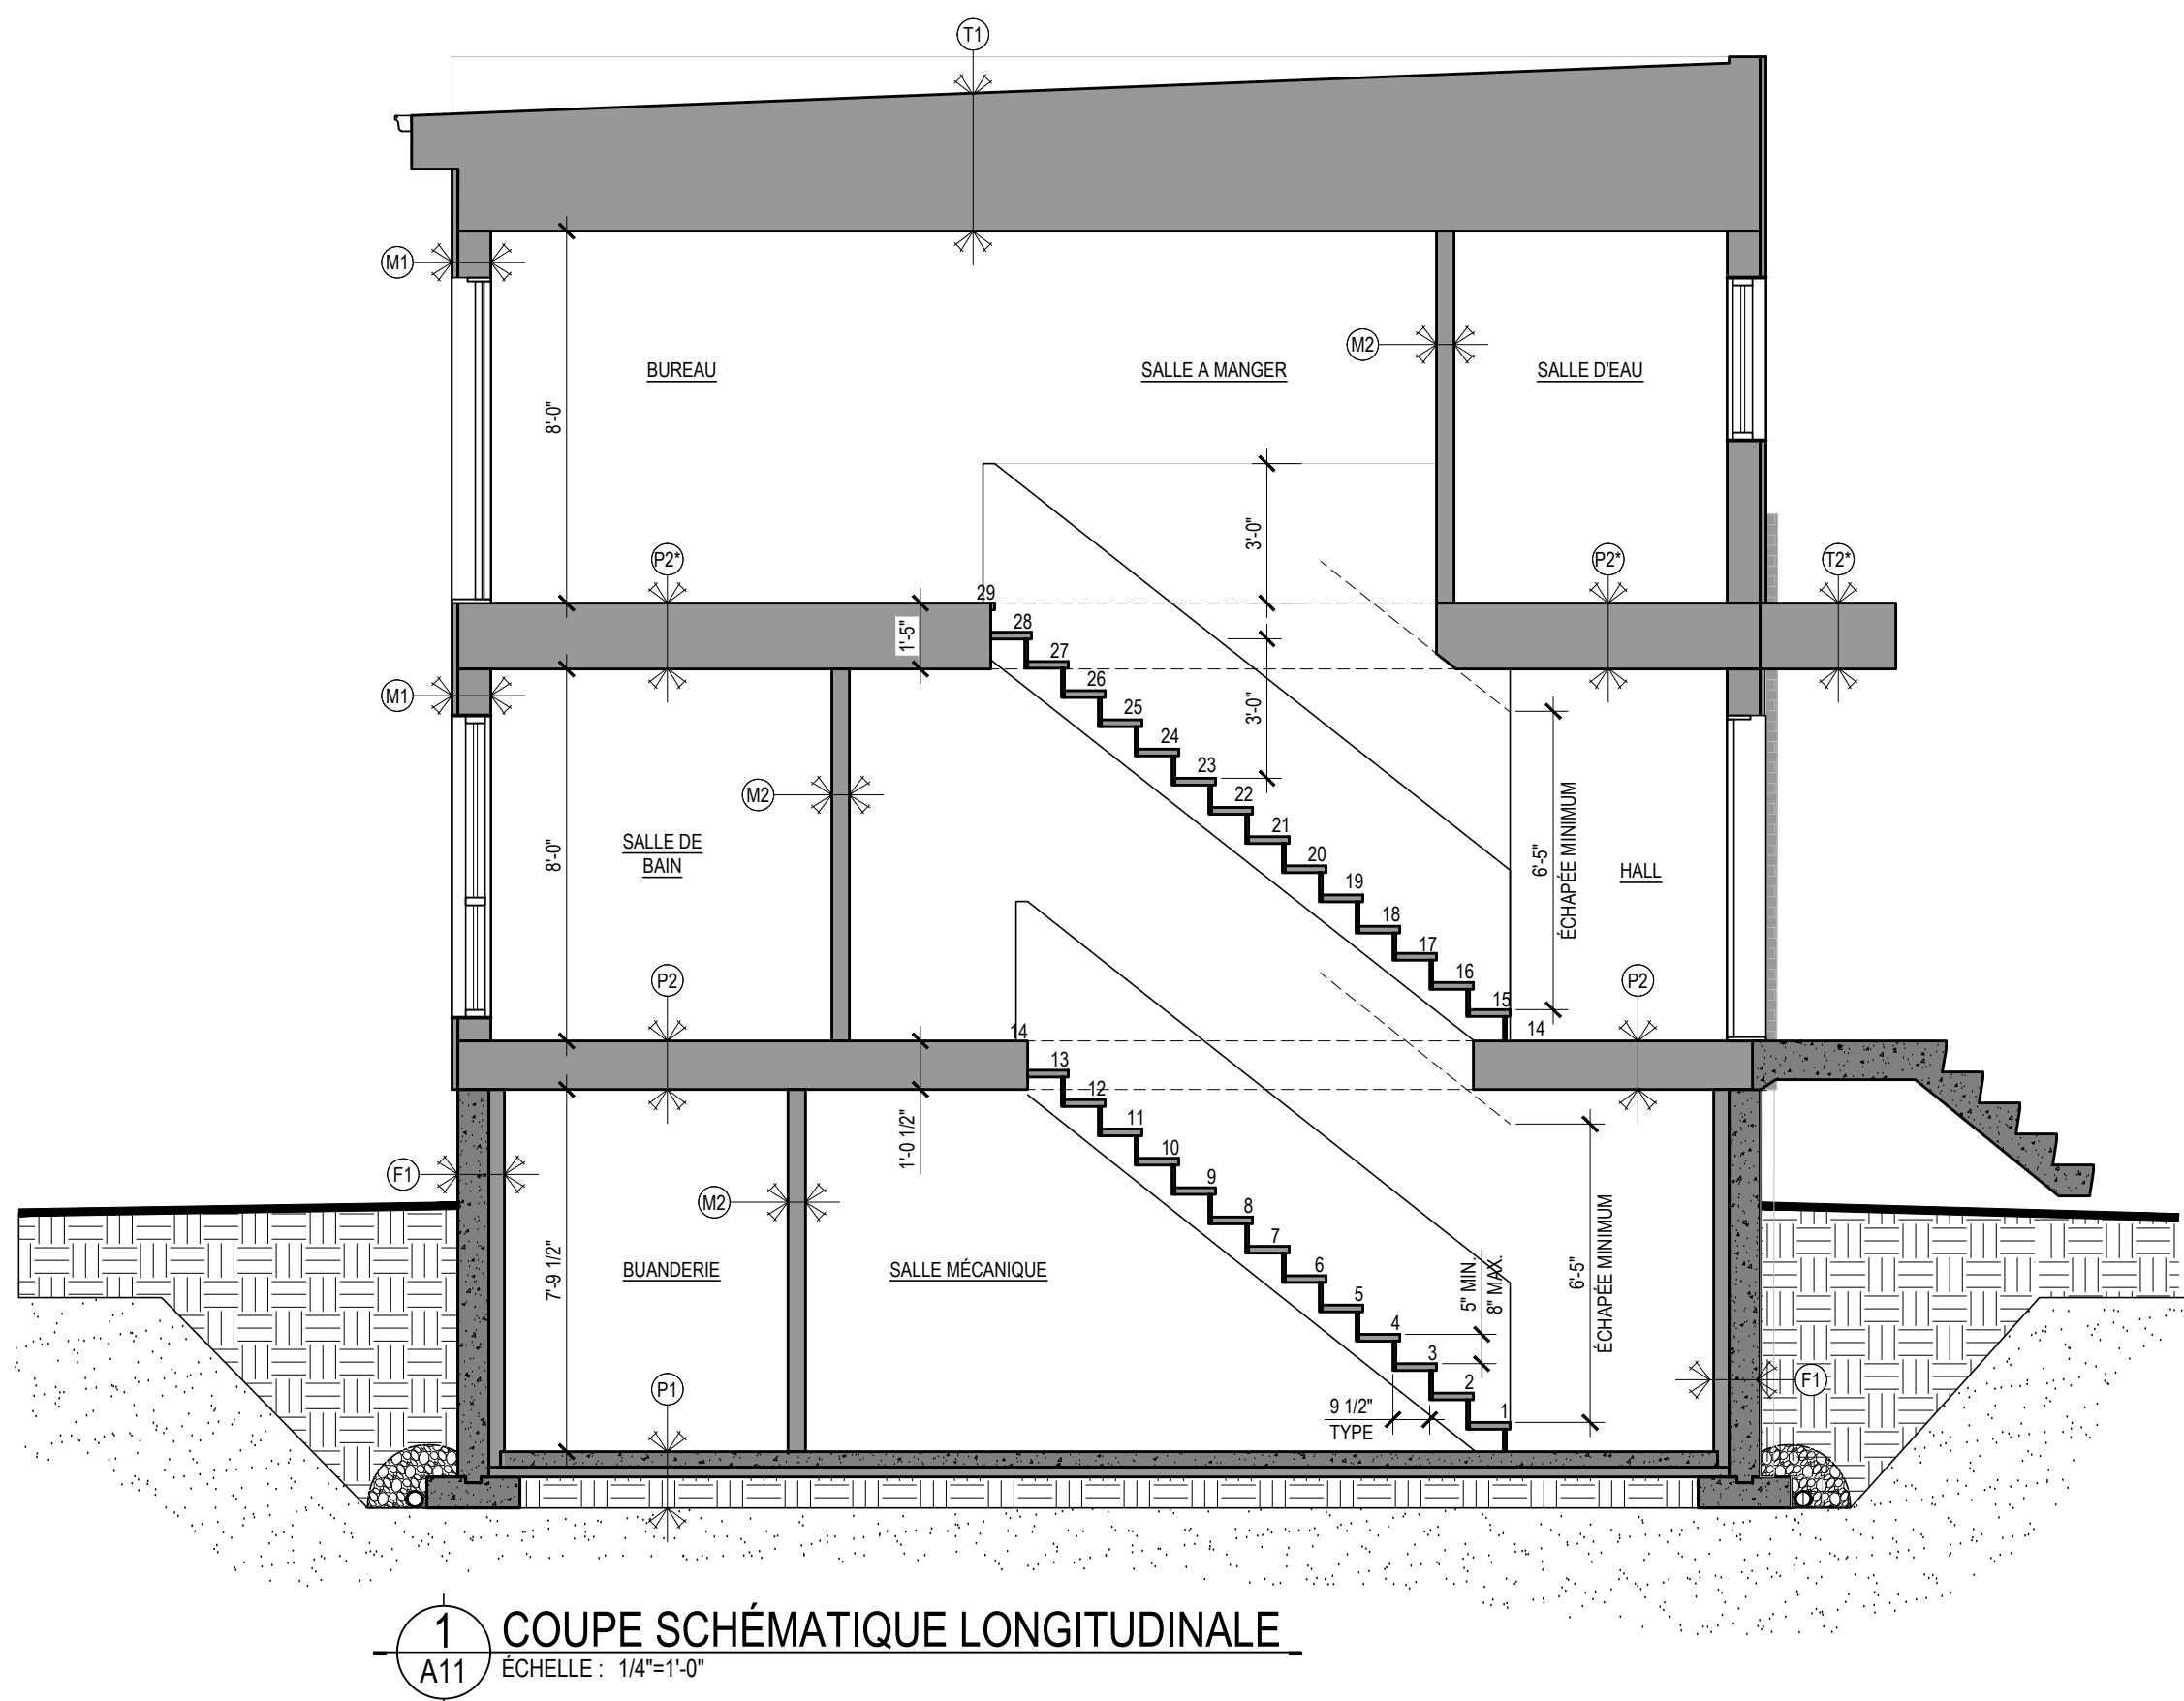 T1
M1
M2
BUREAU
SALLE A MANGER
SALLE D'EAU
8'-0"
3'-0"
P2*
P2*
T2*
29
1'-5"
28
27
26
25
24
23
22
21
20
19
18
17
16
15
14
3'-0"
M1
M2
SALLE DE
BAIN
8'-0"
6'-5"
ÉCHAPÉE MINIMUM
HALL
P2
P2
14
13
12
11
10
9
8
7
6
5
4
3
2
1
1'-0 1/2"
F1
M2
7'-9 1/2"
BUANDERIE
SALLE MÉCANIQUE
5" MIN.
8" MAX.
6'-5"
ÉCHAPÉE MINIMUM
F1
P1
9 1/2"
TYPE
1
A11
COUPE SCHÉMATIQUE LONGITUDINALE
ÉCHELLE : 1/4"=1'-0"